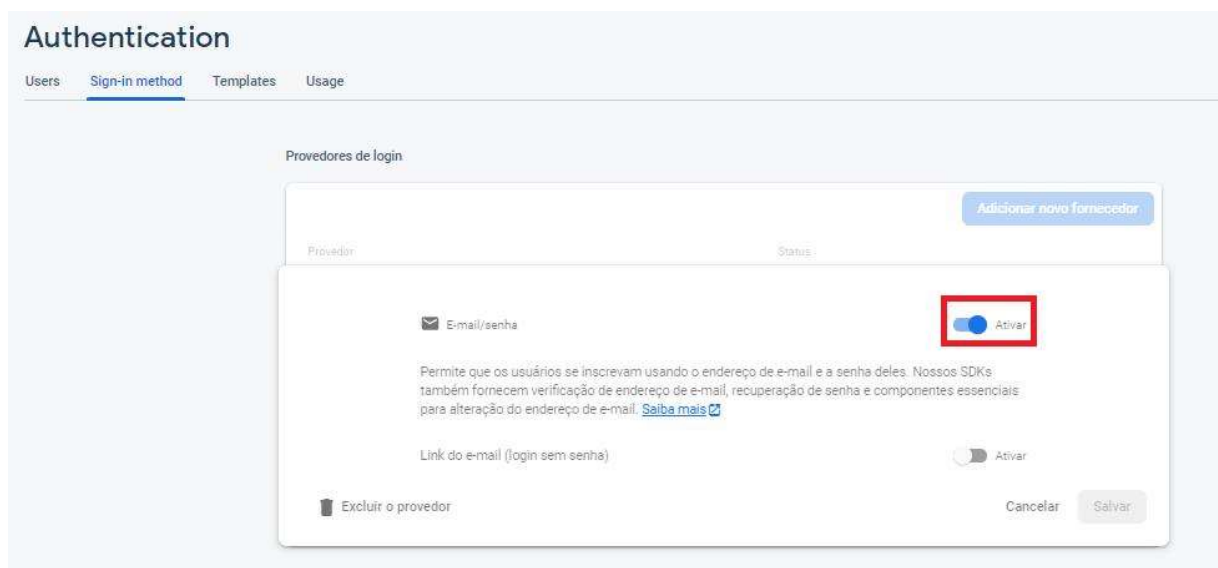 Authentication
Users Sign-in method Templates Usage
Provedores de login
Adicionar novo fornecedor
Provedor Status
E-mail/senha Ativar
Permite que os usuários se inscrevam usando o endereço de e-mail e a senha deles. Nossos SDKs
também fornecem verificação de endereço de e-mail, recuperação de senha e componentes essenciais
para alteração do endereço de e-mail. Saiba mais
Link do e-mail (login sem senha) Ativar
Excluir o provedor Cancelar Salvar